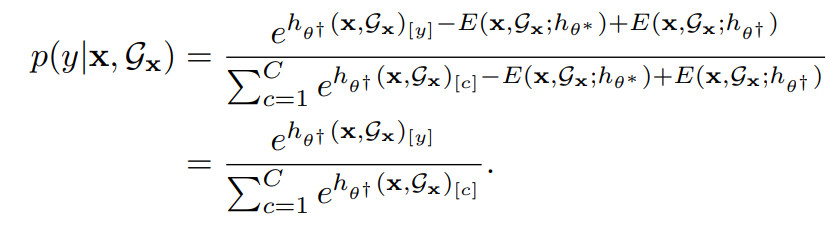 p(y|\mathbf{x}, \mathcal{G}_{\mathbf{x}}) = \frac{e^{h_{\theta^\dagger}(\mathbf{x},\mathcal{G}_{\mathbf{x}})_{[y]} - E(\mathbf{x},\mathcal{G}_{\mathbf{x}};h_{\theta^*}) + E(\mathbf{x},\mathcal{G}_{\mathbf{x}};h_{\theta^\dagger})}}{\sum_{c=1}^{C} e^{h_{\theta^\dagger}(\mathbf{x},\mathcal{G}_{\mathbf{x}})_{[c]} - E(\mathbf{x},\mathcal{G}_{\mathbf{x}};h_{\theta^*}) + E(\mathbf{x},\mathcal{G}_{\mathbf{x}};h_{\theta^\dagger})}}
= \frac{e^{h_{\theta^\dagger}(\mathbf{x},\mathcal{G}_{\mathbf{x}})_{[y]}}}{\sum_{c=1}^{C} e^{h_{\theta^\dagger}(\mathbf{x},\mathcal{G}_{\mathbf{x}})_{[c]}}}.